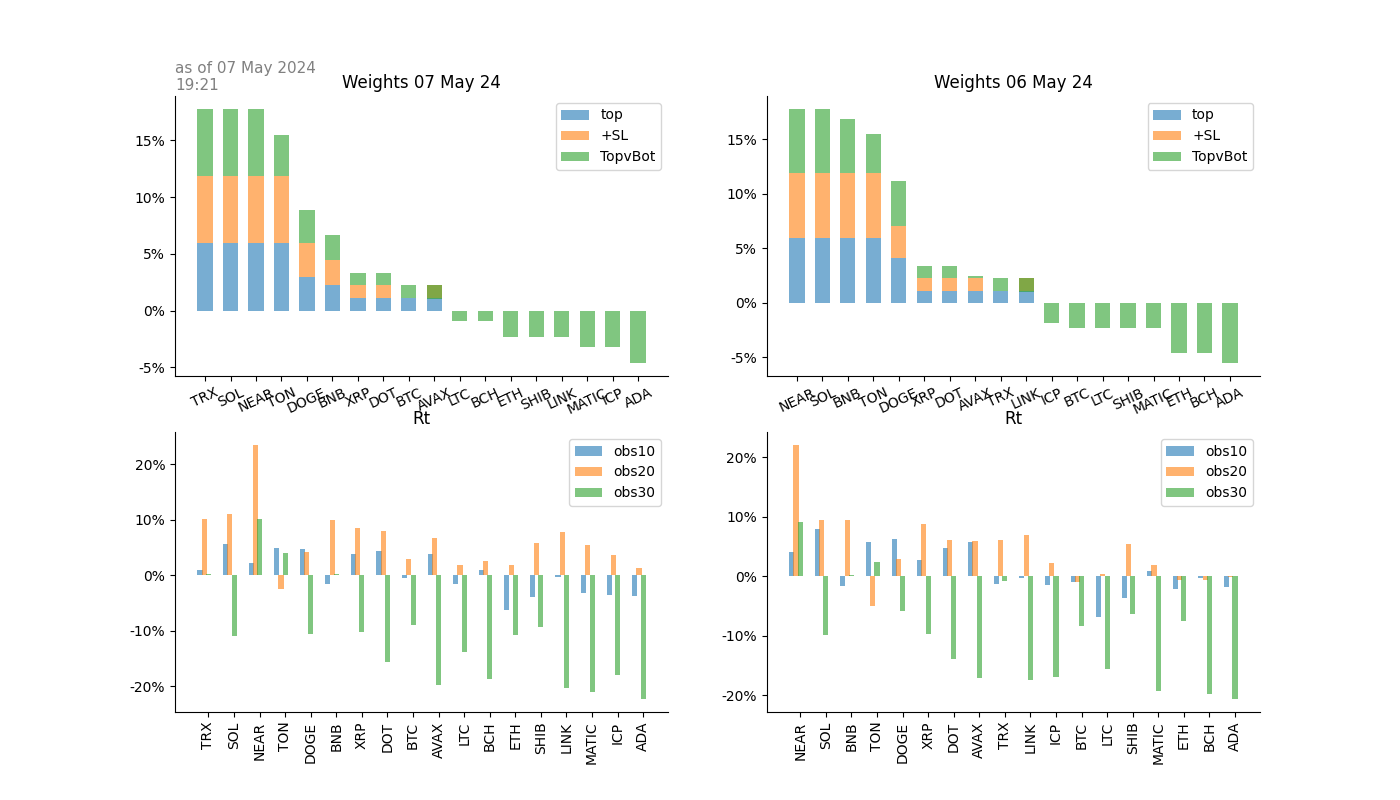 as of 07 May 2024
19:21
Weights 07 May 24
top
+SL
TopvBot
15%
10%
5%
0%
-5%
TRX SOL NEAR TON DOGE BNB XRP DOT BTC AVAX LTC BCH ETH SHIB LINK MATIC ICP ADA
Weights 06 May 24
top
+SL
TopvBot
15%
10%
5%
0%
-5%
NEAR SOL BNB TON DOGE XRP DOT AVAX TRX LINK ICP BTC LTC SHIB MATIC ETH BCH ADA
Rt
obs10
obs20
obs30
20%
10%
0%
-10%
-20%
TRX SOL NEAR TON DOGE BNB XRP DOT BTC AVAX LTC BCH ETH SHIB LINK MATIC ICP ADA
Rt
obs10
obs20
obs30
20%
10%
0%
-10%
-20%
NEAR SOL BNB TON DOGE XRP DOT AVAX TRX LINK ICP BTC LTC SHIB MATIC ETH BCH ADA